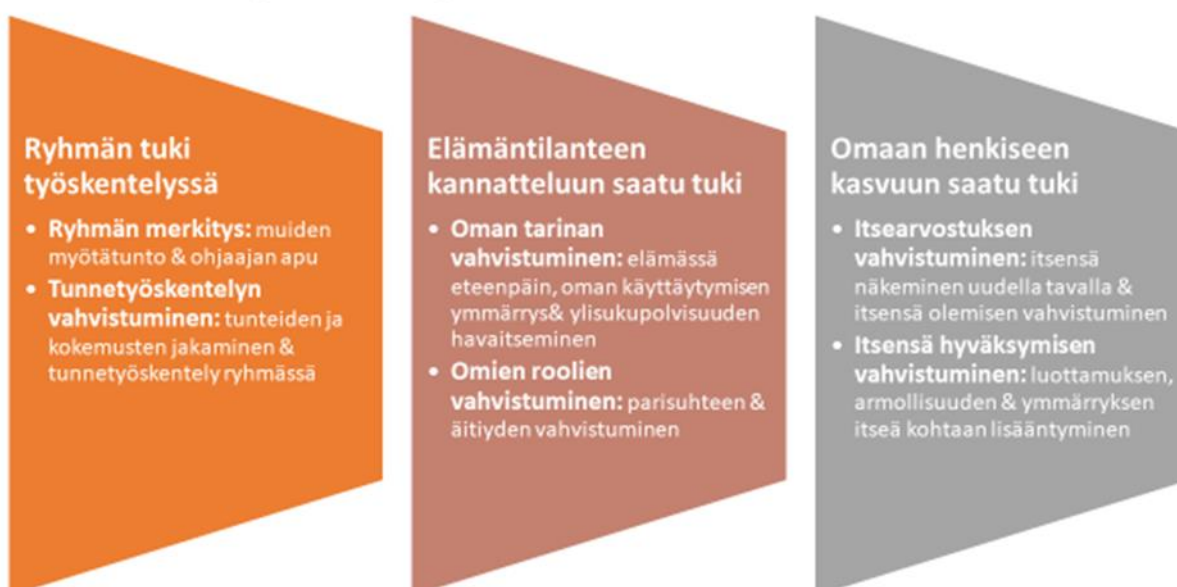 Ryhmän tuki
työskentelyssä
• Ryhmän merkitys: muiden
myötätunto & ohjaajan apu
• Tunnetyöskentelyn
vahvistuminen: tunteiden ja
kokemusten jakaminen &
tunnetyöskentely ryhmässä
Elämäntilanteen
kannatteluun saatu tuki
• Oman tarinan
vahvistuminen: elämässä
eteenpäin, oman käyttäytymisen
ymmärrys& ylisukupolvisuuden
havaitseminen
• Omien roolien
vahvistuminen: parisuhteen &
äitiyden vahvistuminen
Omaan henkiseen
kasvuun saatu tuki
• Itsearvostuksen
vahvistuminen: itsensä
näkeminen uudella tavalla &
itsensä olemisen vahvistuminen
• Itsensä hyväksymisen
vahvistuminen: luottamuksen,
armollisuuden & ymmärryksen
itseä kohtaan lisääntyminen